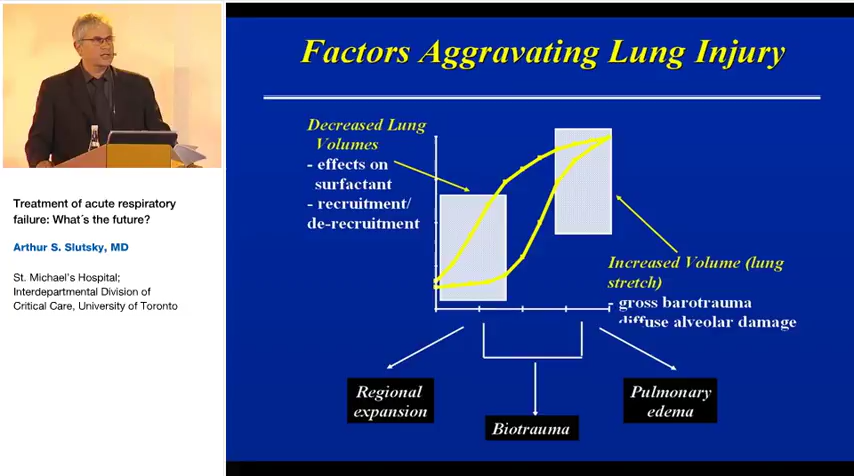 Factors Aggravating Lung Injury
Decreased Lung
Volumes
- effects on
surfactant
- recruitment/
de-recruitment
Increased Volume (lung
stretch)
- gross barotrauma
diffuse alveolar damage
Regional
expansion
Biotrauma
Pulmonary
edema
Treatment of acute respiratory
failure: What´s the future?
Arthur S. Slutsky, MD
St. Michael's Hospital;
Interdepartmental Division of
Critical Care, University of Toronto